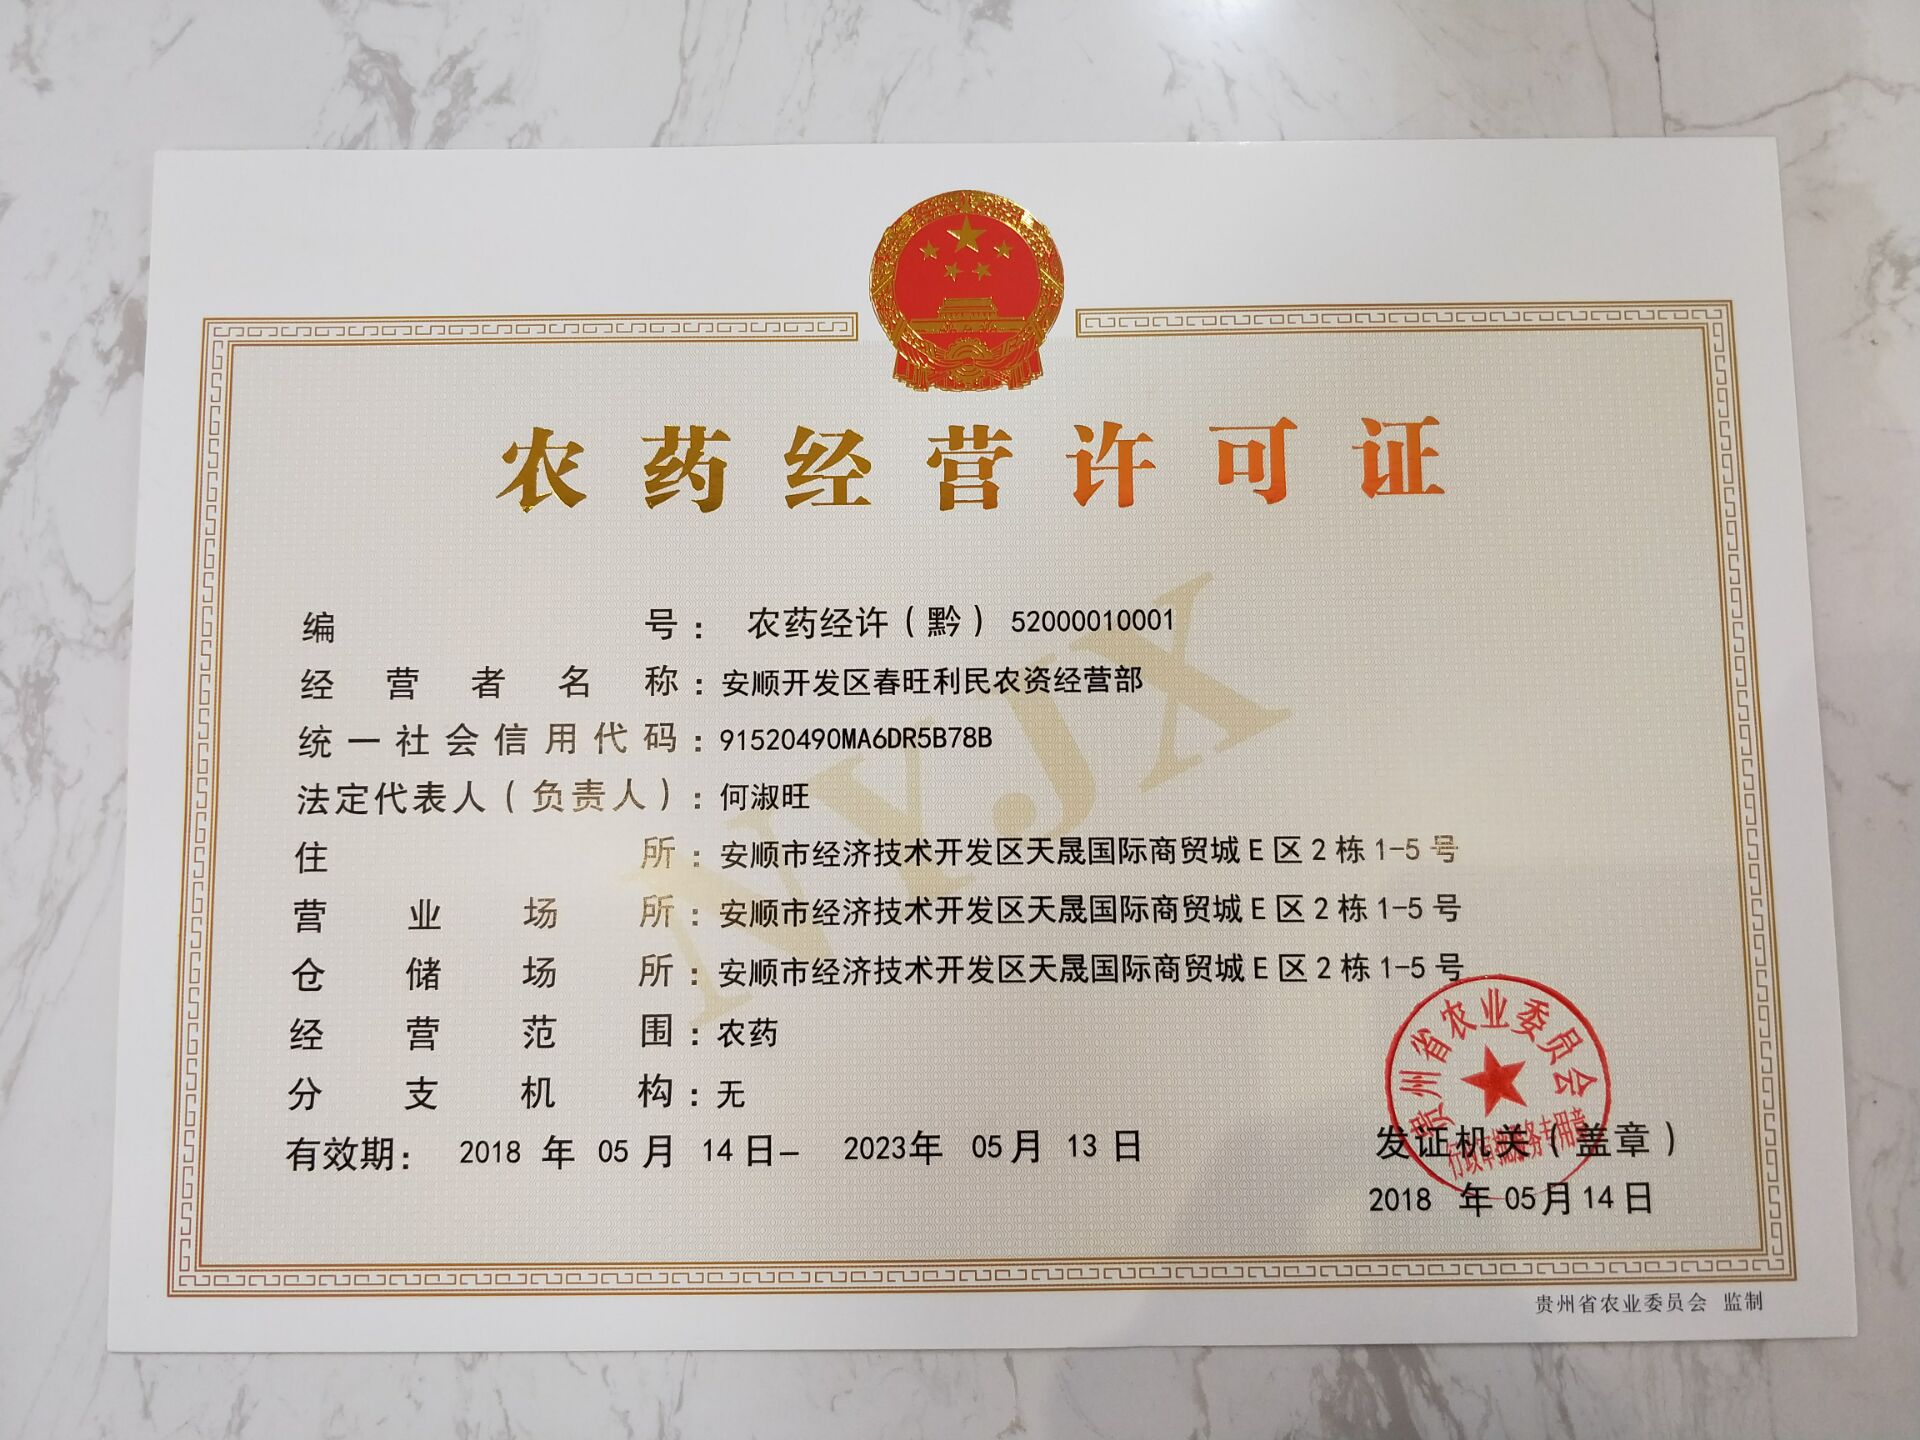 农药经营许可证
编号：农药经许（黔）52000010001
经营者名称：安顺开发区春旺利民农资经营部
统一社会信用代码：91520490MA6DR5B78B
法定代表人（负责人）：何淑旺
住所：安顺市经济技术开发区天晟国际商贸城E区2栋1-5号
营业场所：安顺市经济技术开发区天晟国际商贸城E区2栋1-5号
仓储场所：安顺市经济技术开发区天晟国际商贸城E区2栋1-5号
经营范围：农药
分支机构：无
有效期：2018年05月14日-2023年05月13日
发证机关（盖章）
2018年05月14日
贵州省农业委员会
行政审批服务专用章
NYJX
贵州省农业委员会 监制